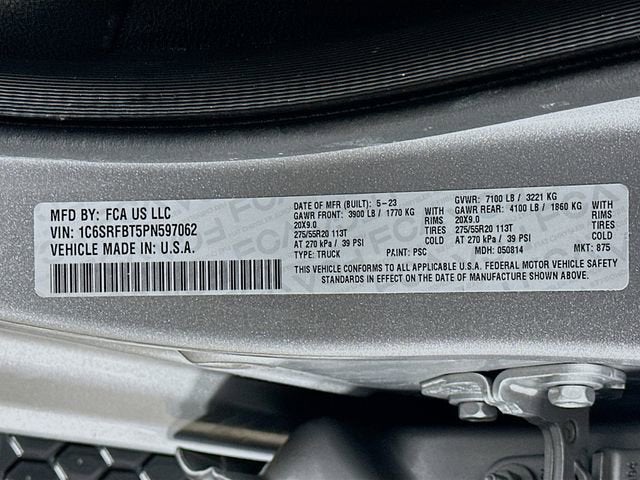 MFD BY: FCA US LLC
VIN: 1C6SRFBT5PN597062
VEHICLE MADE IN: U.S.A.
DATE OF MFR (BUILT): 5-23
GAWR FRONT: 3900 LB / 1770 KG WITH
20X9.0 RIMS
275/55R20 113T TIRES
AT 270 kPa / 39 PSI COLD
TYPE: TRUCK PAINT: PSC
GVWR: 7100 LB / 3221 KG
GAWR REAR: 4100 LB / 1860 KG WITH
20X9.0 RIMS
275/55R20 113T TIRES
AT 270 kPa / 39 PSI COLD
MDH: 050814 MKT: 875
THIS VEHICLE CONFORMS TO ALL APPLICABLE U.S.A. FEDERAL MOTOR VEHICLE SAFETY
STANDARDS IN EFFECT ON THE DATE OF MANUFACTURE SHOWN ABOVE.